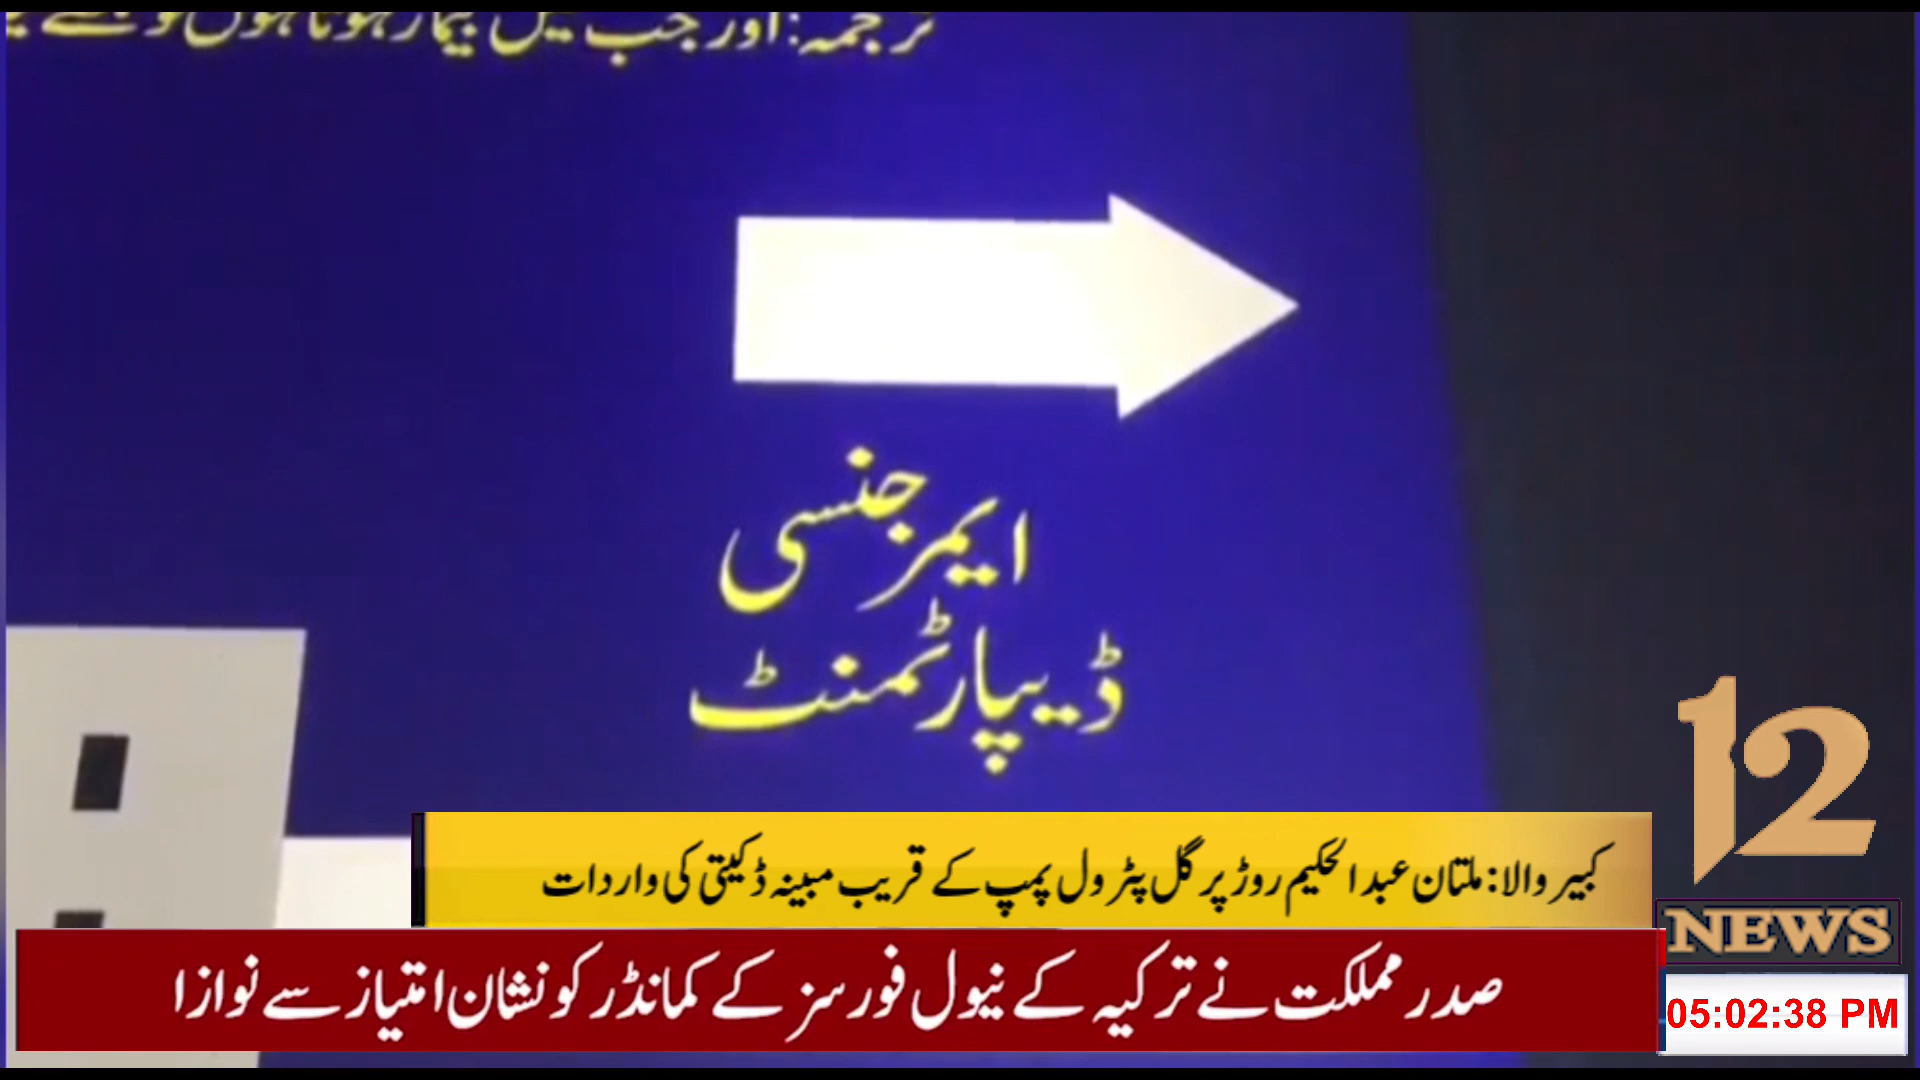 ترجمہ: اور جب میں بیمار ہوتا ہوں تو
ایمرجنسی
ڈیپارٹمنٹ
12
کبیروالا: ملتان عبدالحکیم روڑ پر گل پٹرول پمپ کے قریب مبینہ ڈکیتی کی واردات
NEWS
صدر مملکت نے ترکیہ کے نیول فورسز کے کمانڈر کو نشان امتیاز سے نوازا
05:02:38 PM